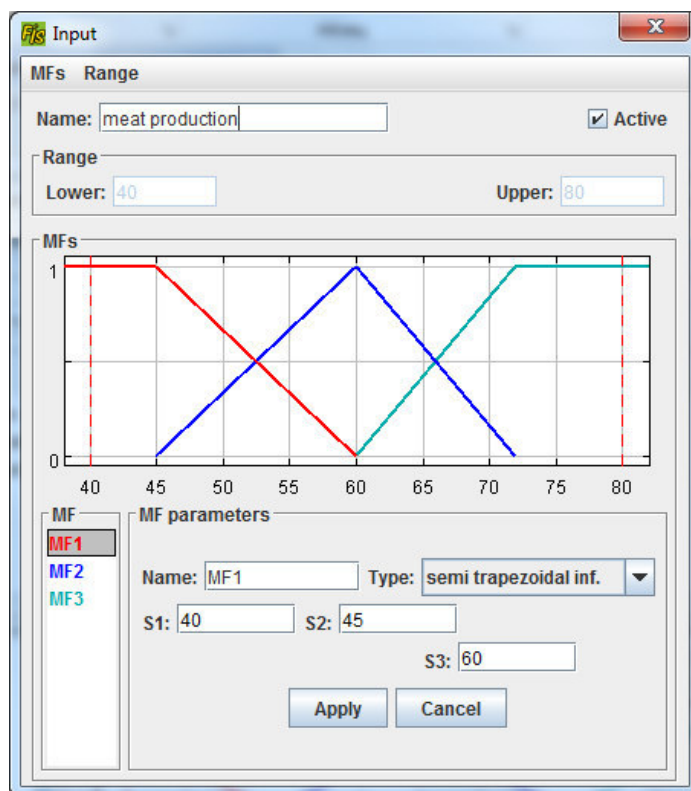 Fis Input
MFs Range
Name: meat production Active
Range
Lower: 40 Upper: 80
MFs
1
0
40 45 50 55 60 65 70 75 80
MF MF parameters
MF1
MF2
MF3
Name: MF1 Type: semi trapezoidal inf.
S1: 40 S2: 45
S3: 60
Apply Cancel